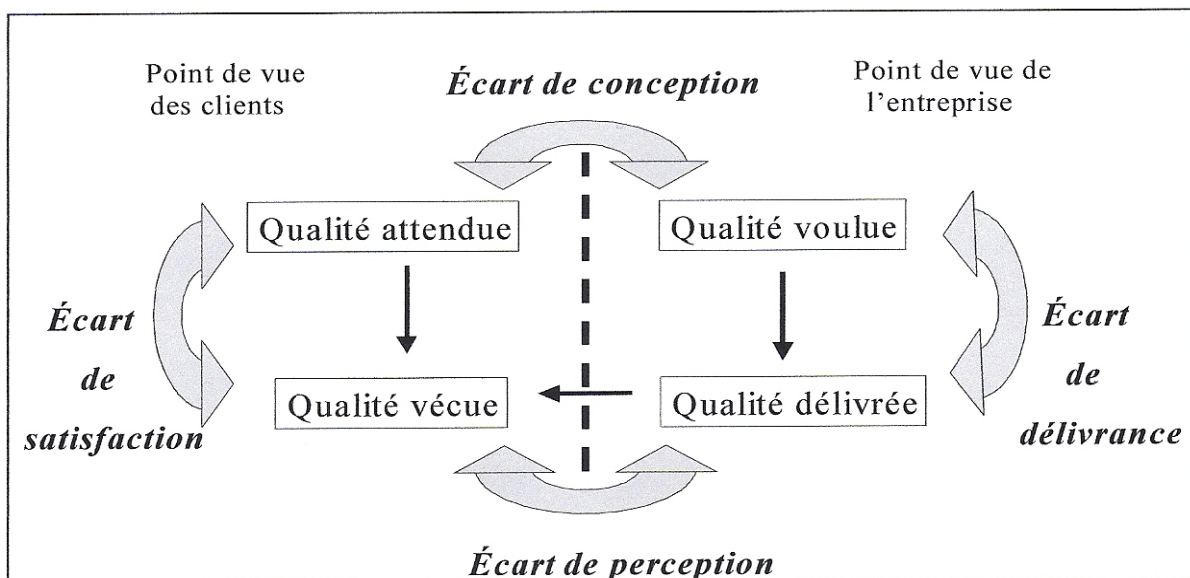 Point de vue
des clients
Écart de conception
Point de vue de
l'entreprise
Qualité attendue
Qualité voulue
Écart
de
satisfaction
Écart
de
délivrance
Qualité vécue
Qualité délivrée
Écart de perception